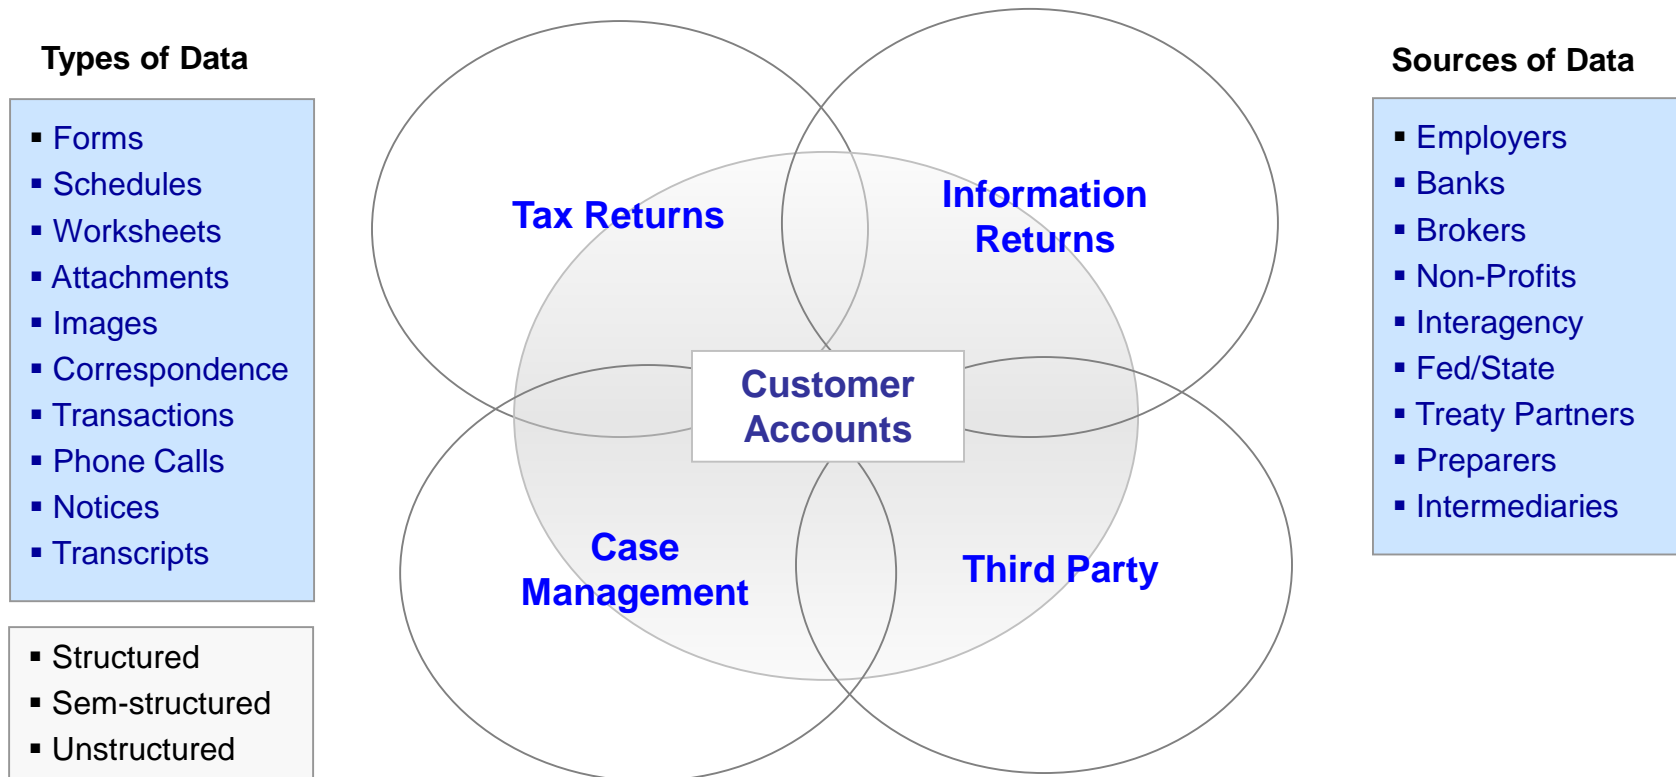 Types of Data
▪ Forms
▪ Schedules
▪ Worksheets
▪ Attachments
▪ Images
▪ Correspondence
▪ Transactions
▪ Phone Calls
▪ Notices
▪ Transcripts
▪ Structured
▪ Sem-structured
▪ Unstructured
Tax Returns
Information
Returns
Customer
Accounts
Case
Management
Third Party
Sources of Data
▪ Employers
▪ Banks
▪ Brokers
▪ Non-Profits
▪ Interagency
▪ Fed/State
▪ Treaty Partners
▪ Preparers
▪ Intermediaries